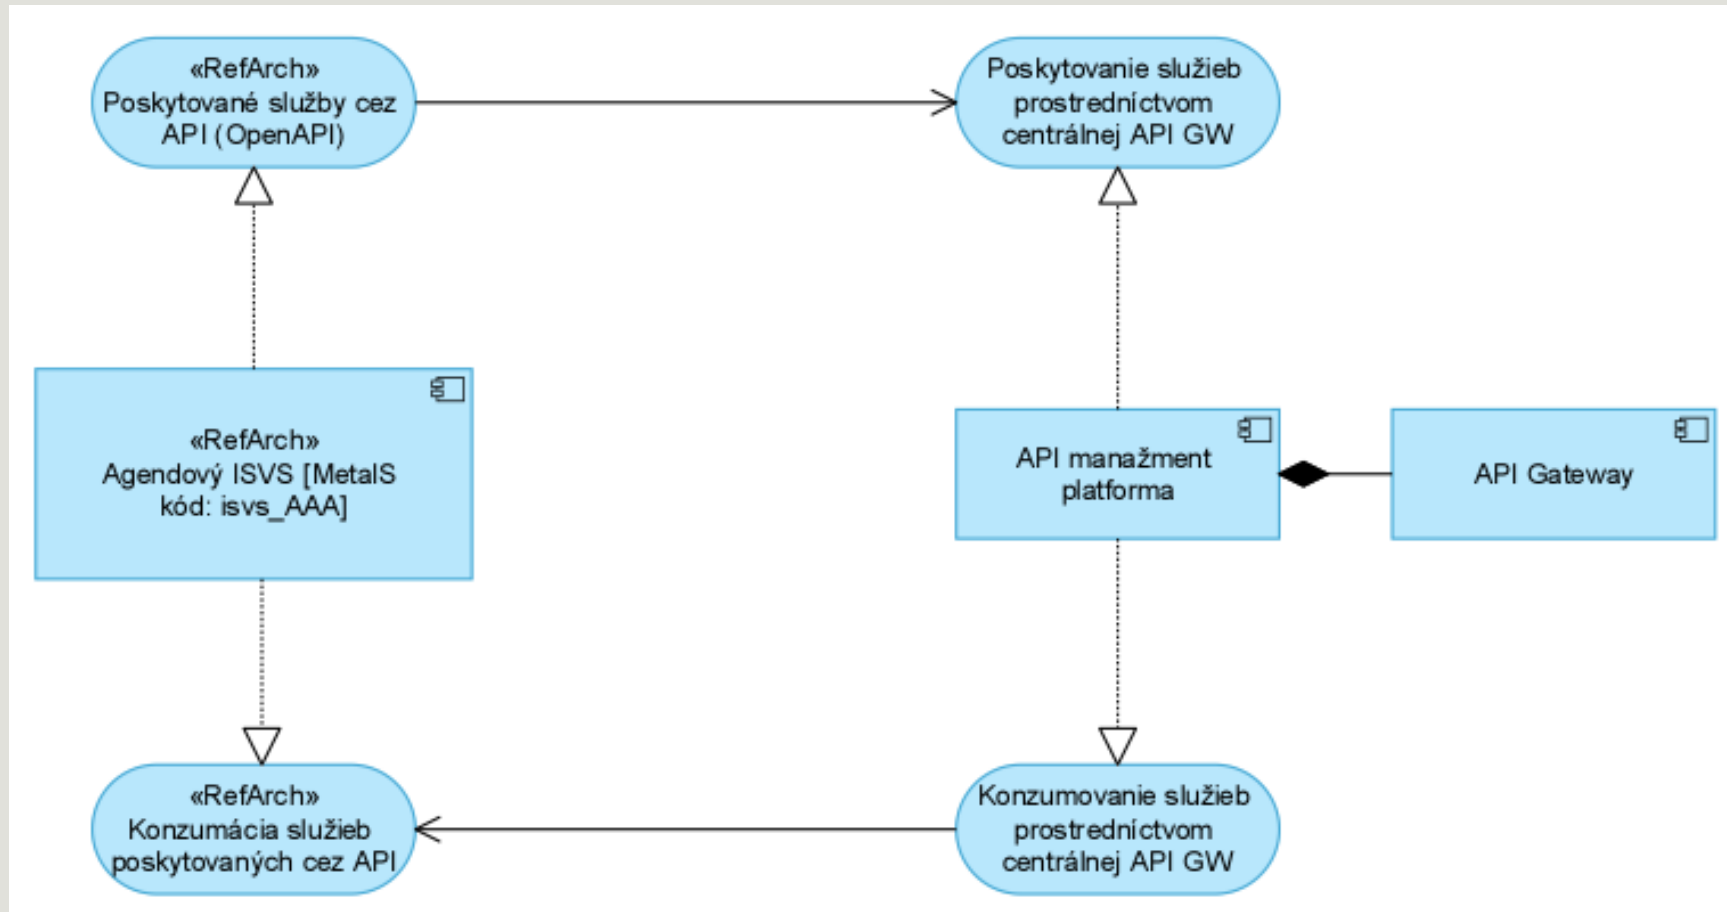 «RefArch»
Poskytované služby cez
API (OpenAPI)
Poskytovanie služieb
prostredníctvom
centrálnej API GW
«RefArch»
Agendový ISVS [MetaIS
kód: isvs_AAA]
API manažment
platforma
API Gateway
«RefArch»
Konzumácia služieb
poskytovaných cez API
Konzumovanie služieb
prostredníctvom
centrálnej API GW